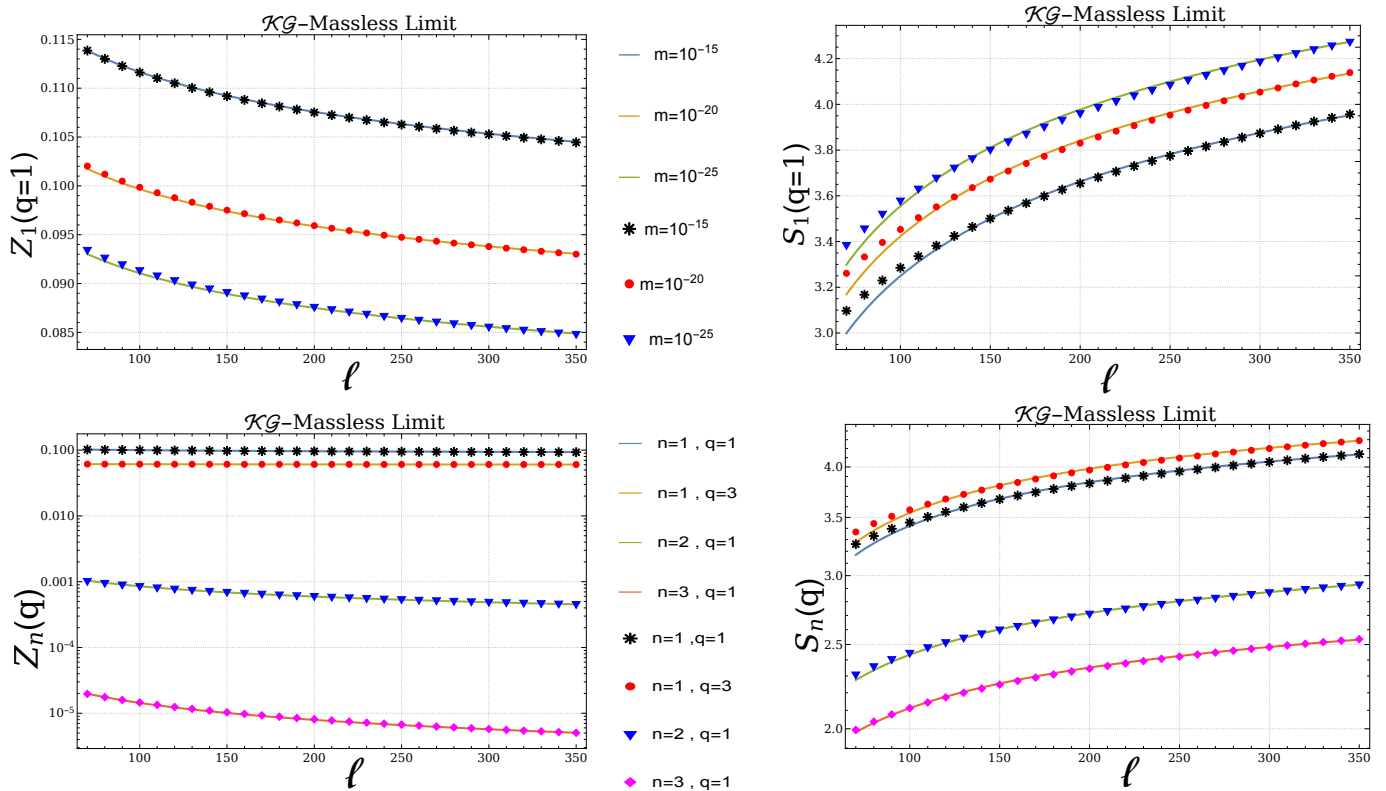 𝒦𝒢–Massless Limit
Z₁(q=1)
0.115
0.110
0.105
0.100
0.095
0.090
0.085
100 150 200 250 300 350
ℓ
m=10⁻¹⁵
m=10⁻²⁰
m=10⁻²⁵
m=10⁻¹⁵
m=10⁻²⁰
m=10⁻²⁵
𝒦𝒢–Massless Limit
S₁(q=1)
4.2
4.0
3.8
3.6
3.4
3.2
3.0
100 150 200 250 300 350
ℓ
𝒦𝒢–Massless Limit
Zₙ(q)
0.100
0.010
0.001
10⁻⁴
10⁻⁵
100 150 200 250 300 350
ℓ
n=1 , q=1
n=1 , q=3
n=2 , q=1
n=3 , q=1
n=1 ,q=1
n=1 , q=3
n=2 , q=1
n=3 , q=1
𝒦𝒢–Massless Limit
Sₙ(q)
4.0
3.5
3.0
2.5
2.0
100 150 200 250 300 350
ℓ